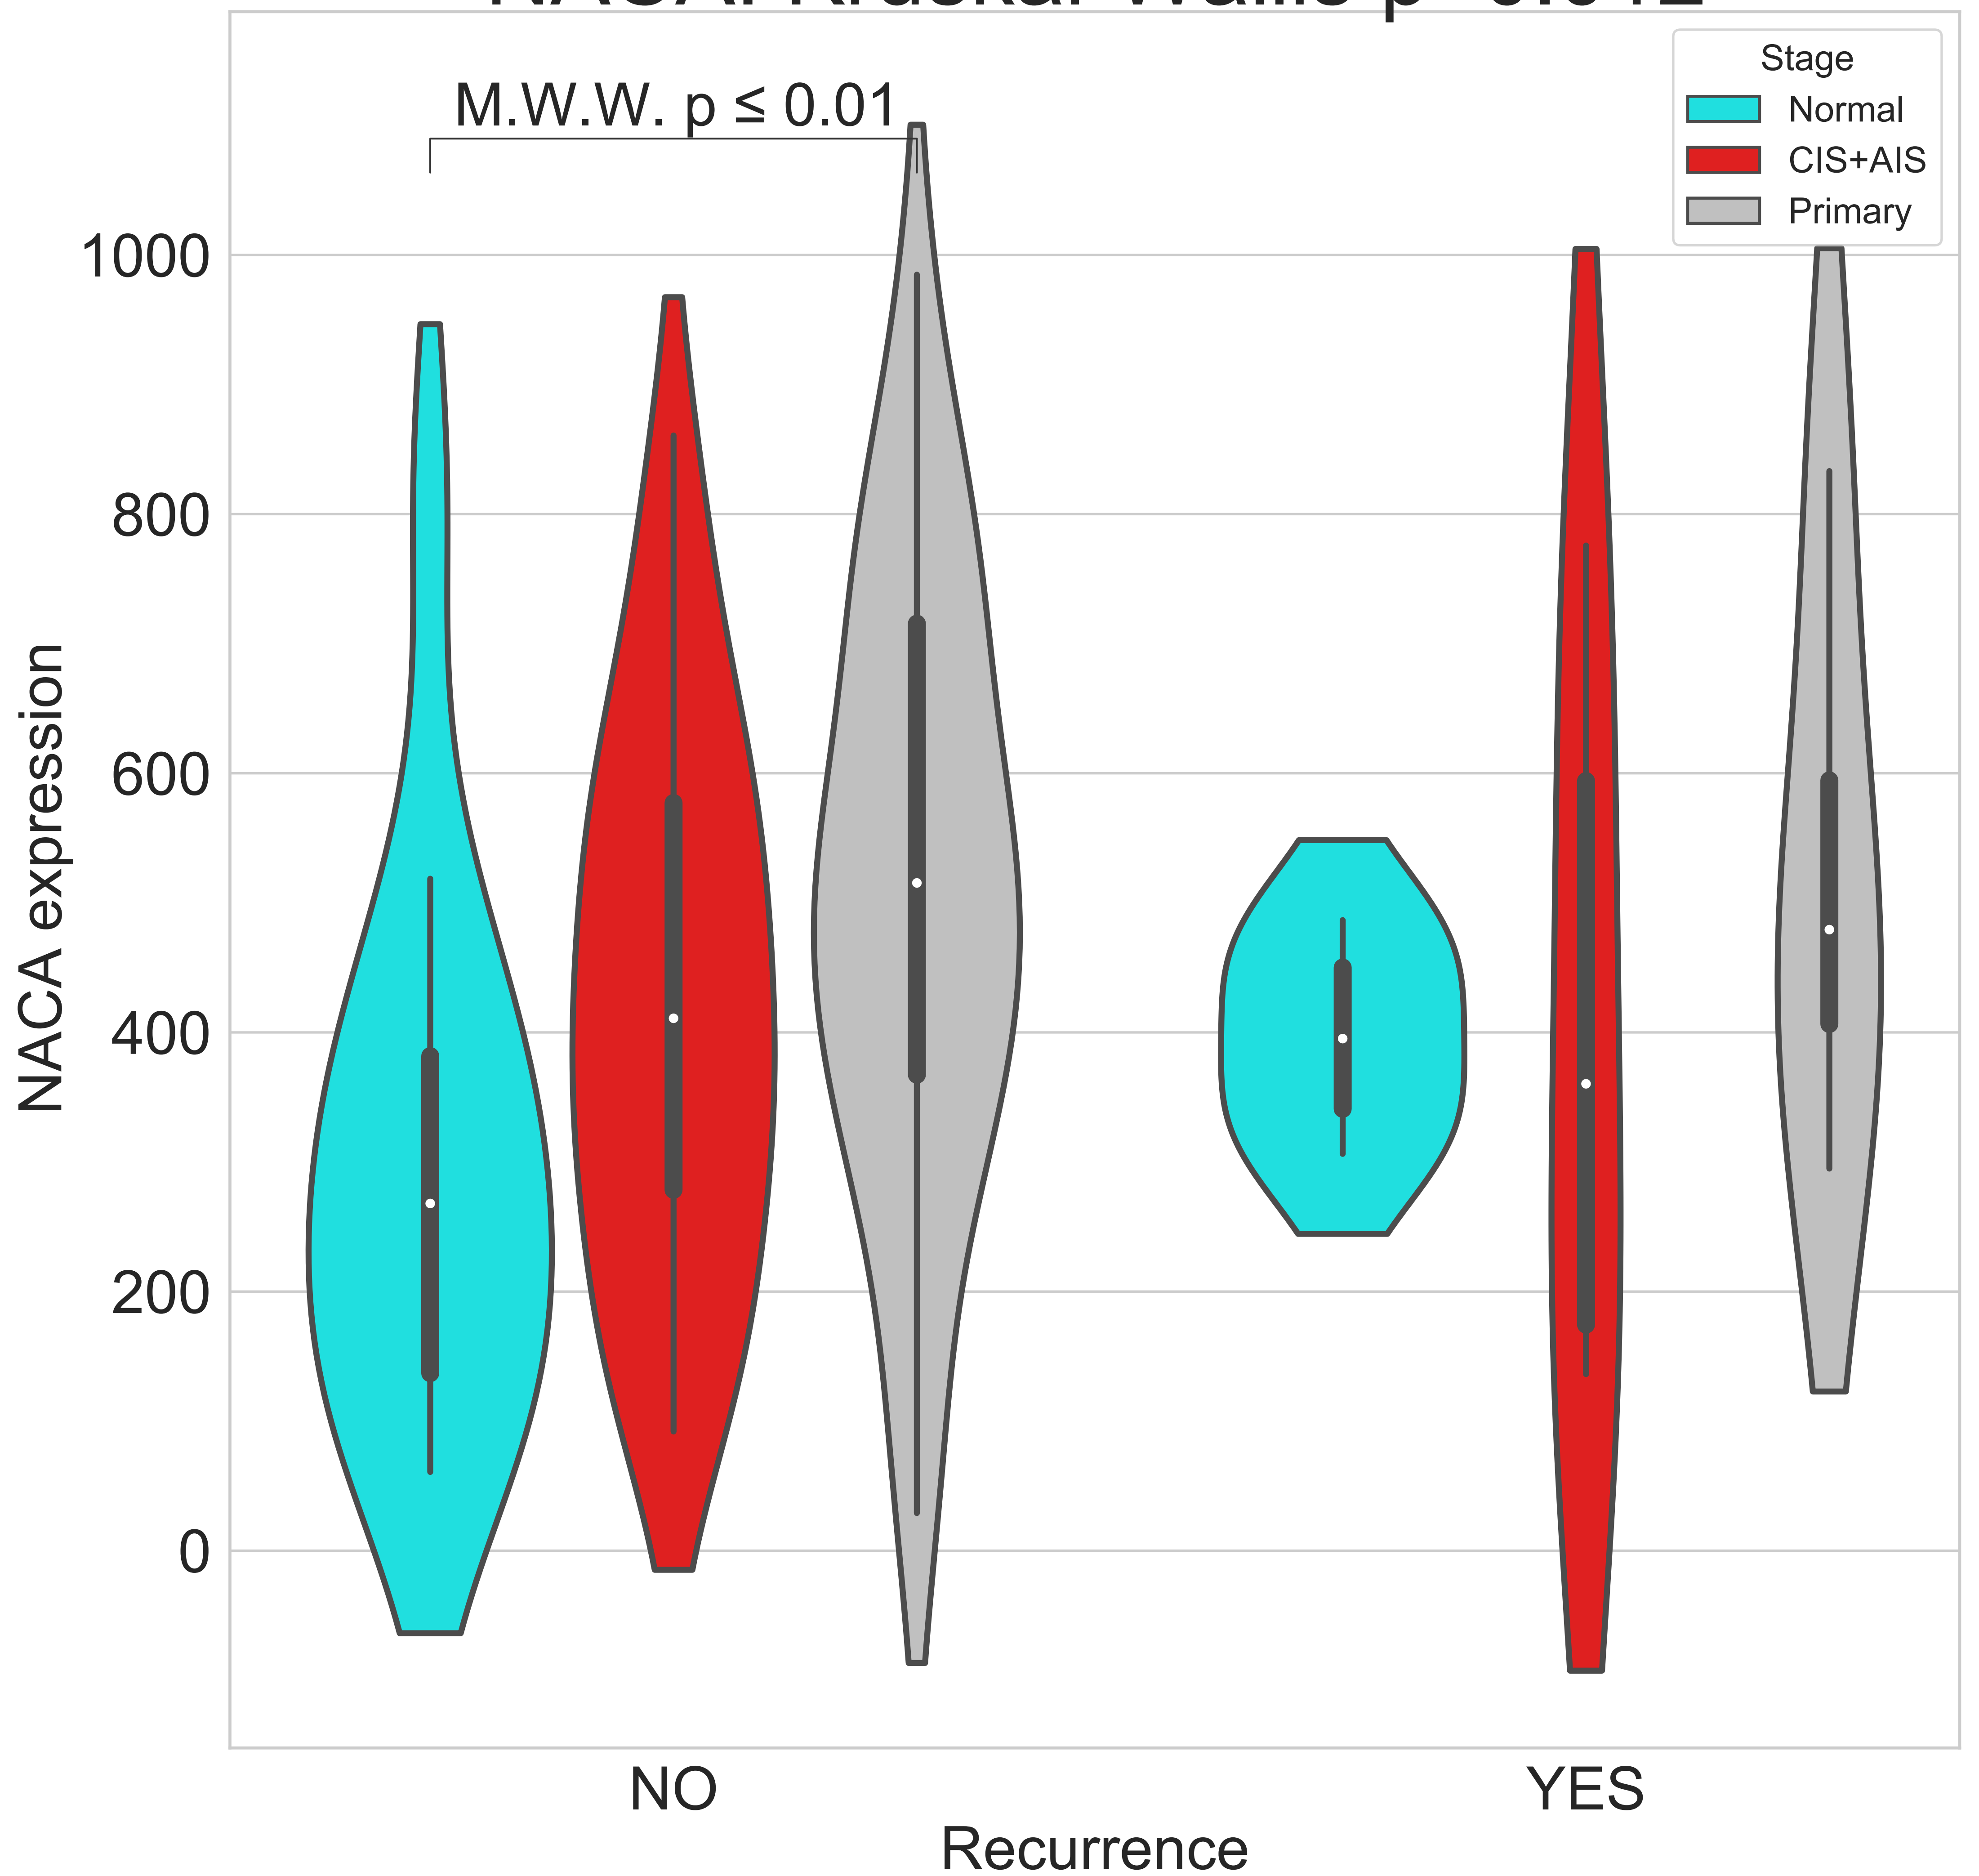 M.W.W. p ≤ 0.01
Stage
Normal
CIS+AIS
Primary
1000
800
600
400
200
0
NACA expression
NO
YES
Recurrence